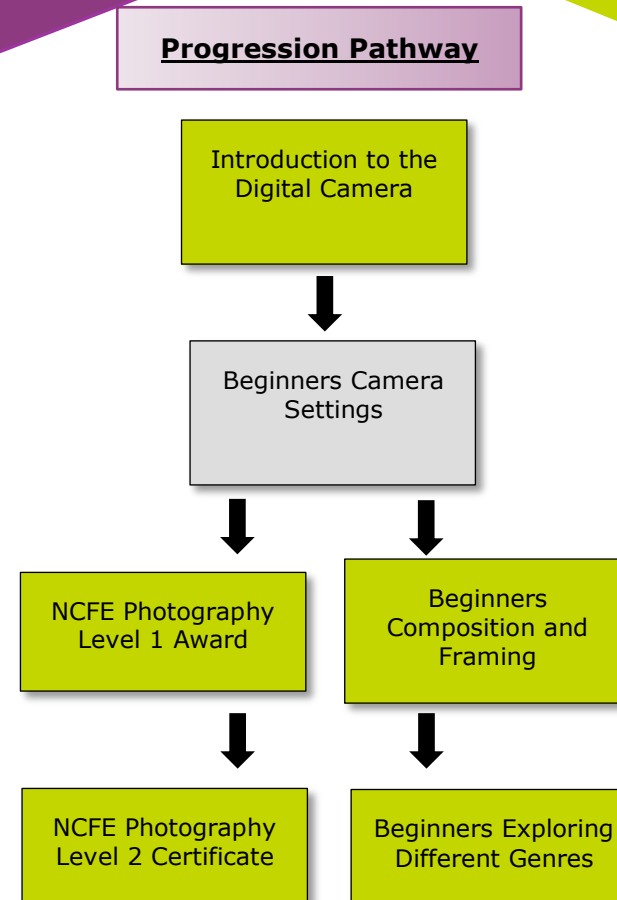 Progression Pathway
Introduction to the
Digital Camera
Beginners Camera
Settings
NCFE Photography
Level 1 Award
Beginners
Composition and
Framing
NCFE Photography
Level 2 Certificate
Beginners Exploring
Different Genres